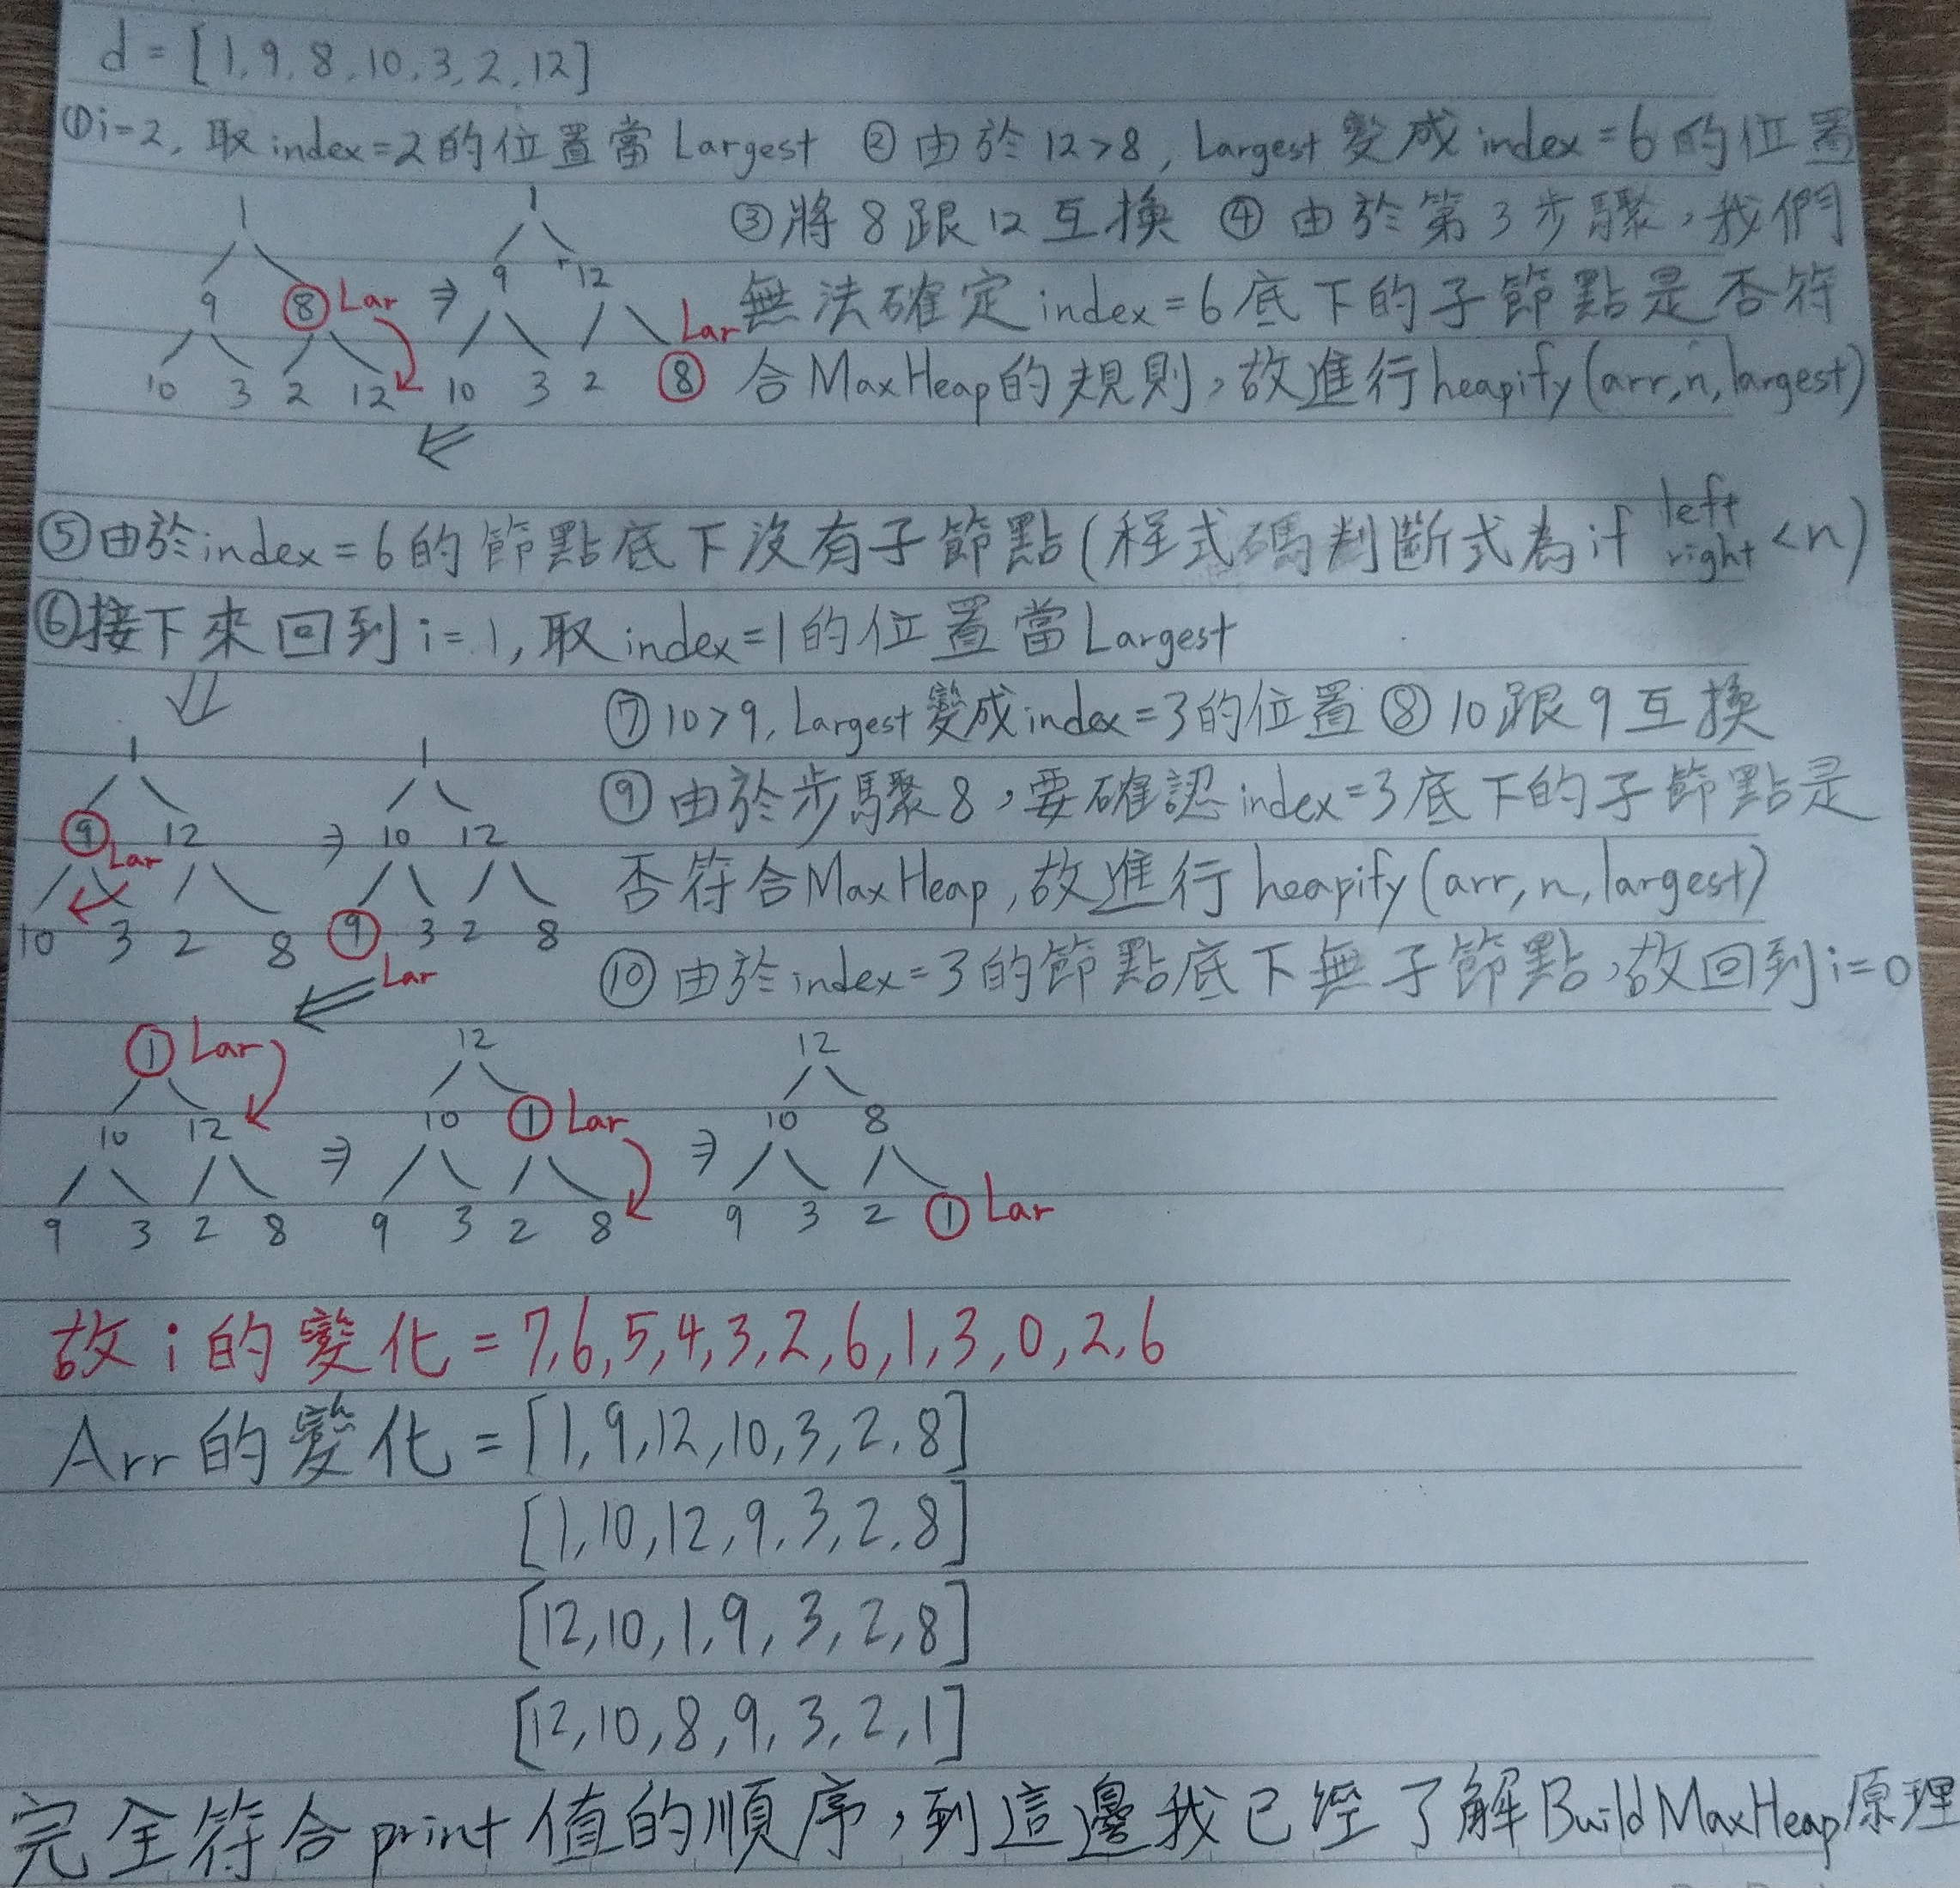 d = [1, 9, 8, 10, 3, 2, 12]
①i=2, 取index=2的位置當Largest ②由於12>8, Largest變成index=6的位置
③將8跟12互換 ④由於第3步驟，我們
無法確定index=6底下的子節點是否符
合MaxHeap的規則，故進行heapify(arr,n,largest)
1
9 ⑧ Lar
10 3 2 12
⇒
1
9 12
Lar
10 3 2 ⑧
⑤由於index=6的節點底下沒有子節點(程式碼判斷式為if left right <n)
⑥接下來回到i=1,取index=1的位置當Largest
⑦10>9, Largest變成index=3的位置 ⑧10跟9互換
⑨由於步驟8，要確認index=3底下的子節點是
否符合MaxHeap,故進行heapify(arr,n,largest)
⑩由於index=3的節點底下無子節點,故回到i=0
1
⑨ 12
Lar
10 3 2 8
⇒
1
10 12
⑨ 3 2 8
Lar
① Lar
10 12
9 3 2 8
⇒
12
10 ① Lar
9 3 2 8
⇒
12
10 8
9 3 2 ① Lar
故i的變化=7,6,5,4,3,2,6,1,3,0,2,6
Arr的變化=[1,9,12,10,3,2,8]
[1,10,12,9,3,2,8]
[12,10,1,9,3,2,8]
[12,10,8,9,3,2,1]
完全符合print值的順序，到這邊我已經了解BuildMaxHeap原理